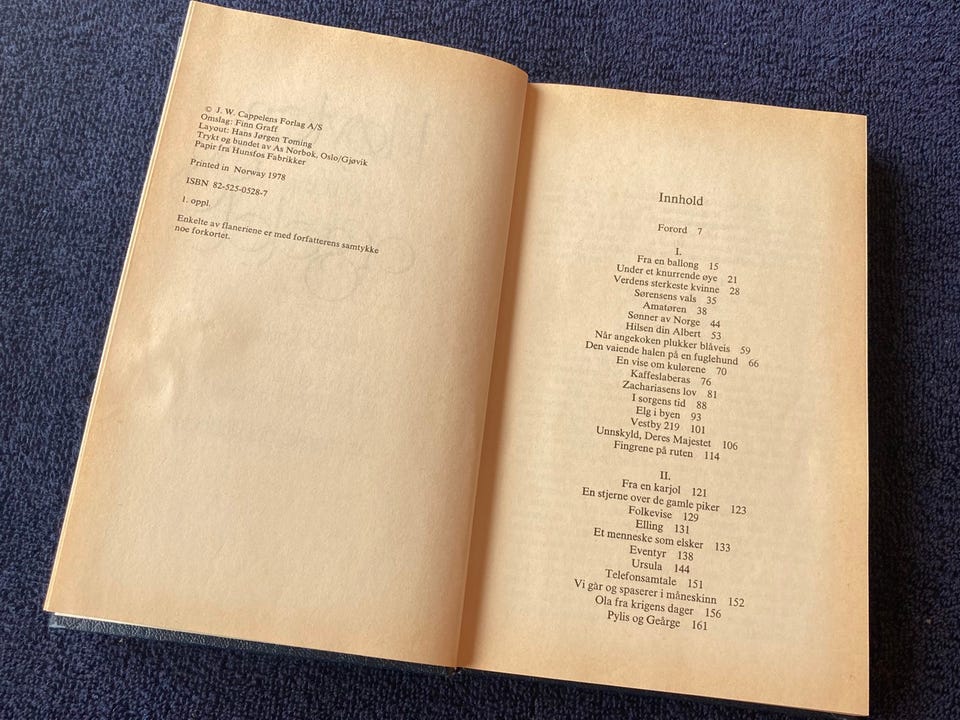 © J. W. Cappelens Forlag A/S
Omslag: Finn Graff
Layout: Hans Jørgen Toming
Trykt og bundet av As Norbok, Oslo/Gjøvik
Papir fra Hunsfos Fabrikker
Printed in Norway 1978
ISBN 82-525-0528-7
1. oppl.
Enkelte av flaneriene er med forfatterens samtykke
noe forkortet.
Innhold
Forord 7
I.
Fra en ballong 15
Under et knurrende øye 21
Verdens sterkeste kvinne 28
Sørensens vals 35
Amatøren 38
Sønner av Norge 44
Hilsen din Albert 53
Når angekoken plukker blåveis 59
Den vaiende halen på en fuglehund 66
En vise om kulørene 70
Kaffeslaberas 76
Zachariasens lov 81
I sorgens tid 88
Elg i byen 93
Vestby 219 101
Unnskyld, Deres Majestet 106
Fingrene på ruten 114
II.
Fra en karjol 121
En stjerne over de gamle piker 123
Folkevise 129
Elling 131
Et menneske som elsker 133
Eventyr 138
Ursula 144
Telefonsamtale 151
Vi går og spaserer i måneskinn 152
Ola fra krigens dager 156
Pylis og Geårge 161